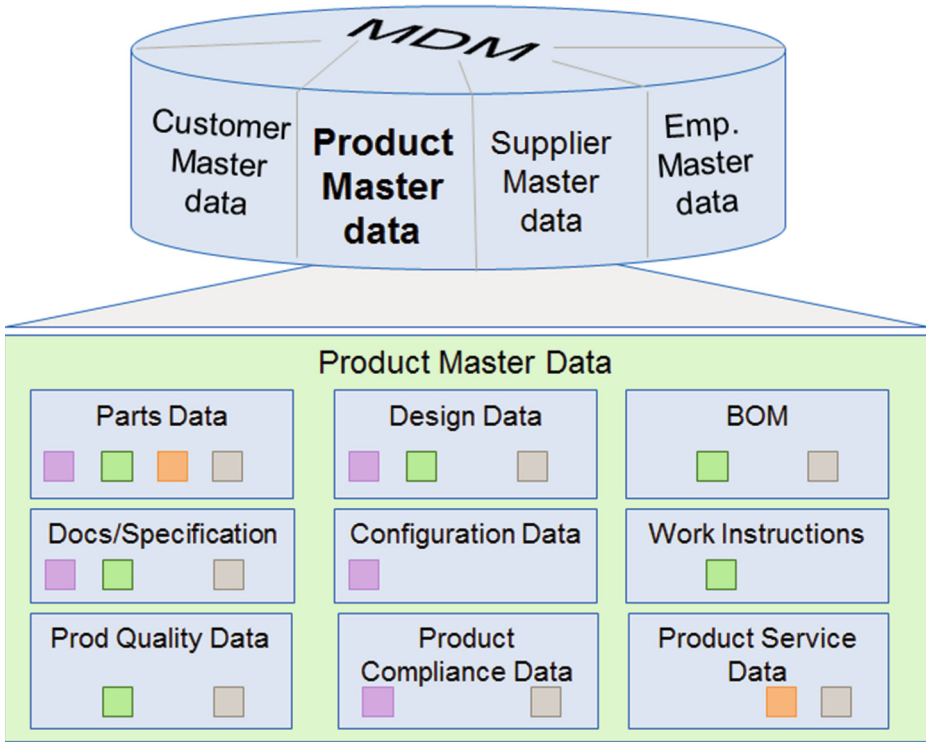 MDM
Customer
Master
data
Product
Master
data
Supplier
Master
data
Emp.
Master
data
Product Master Data
Parts Data
Design Data
BOM
Docs/Specification
Configuration Data
Work Instructions
Prod Quality Data
Product
Compliance Data
Product Service
Data